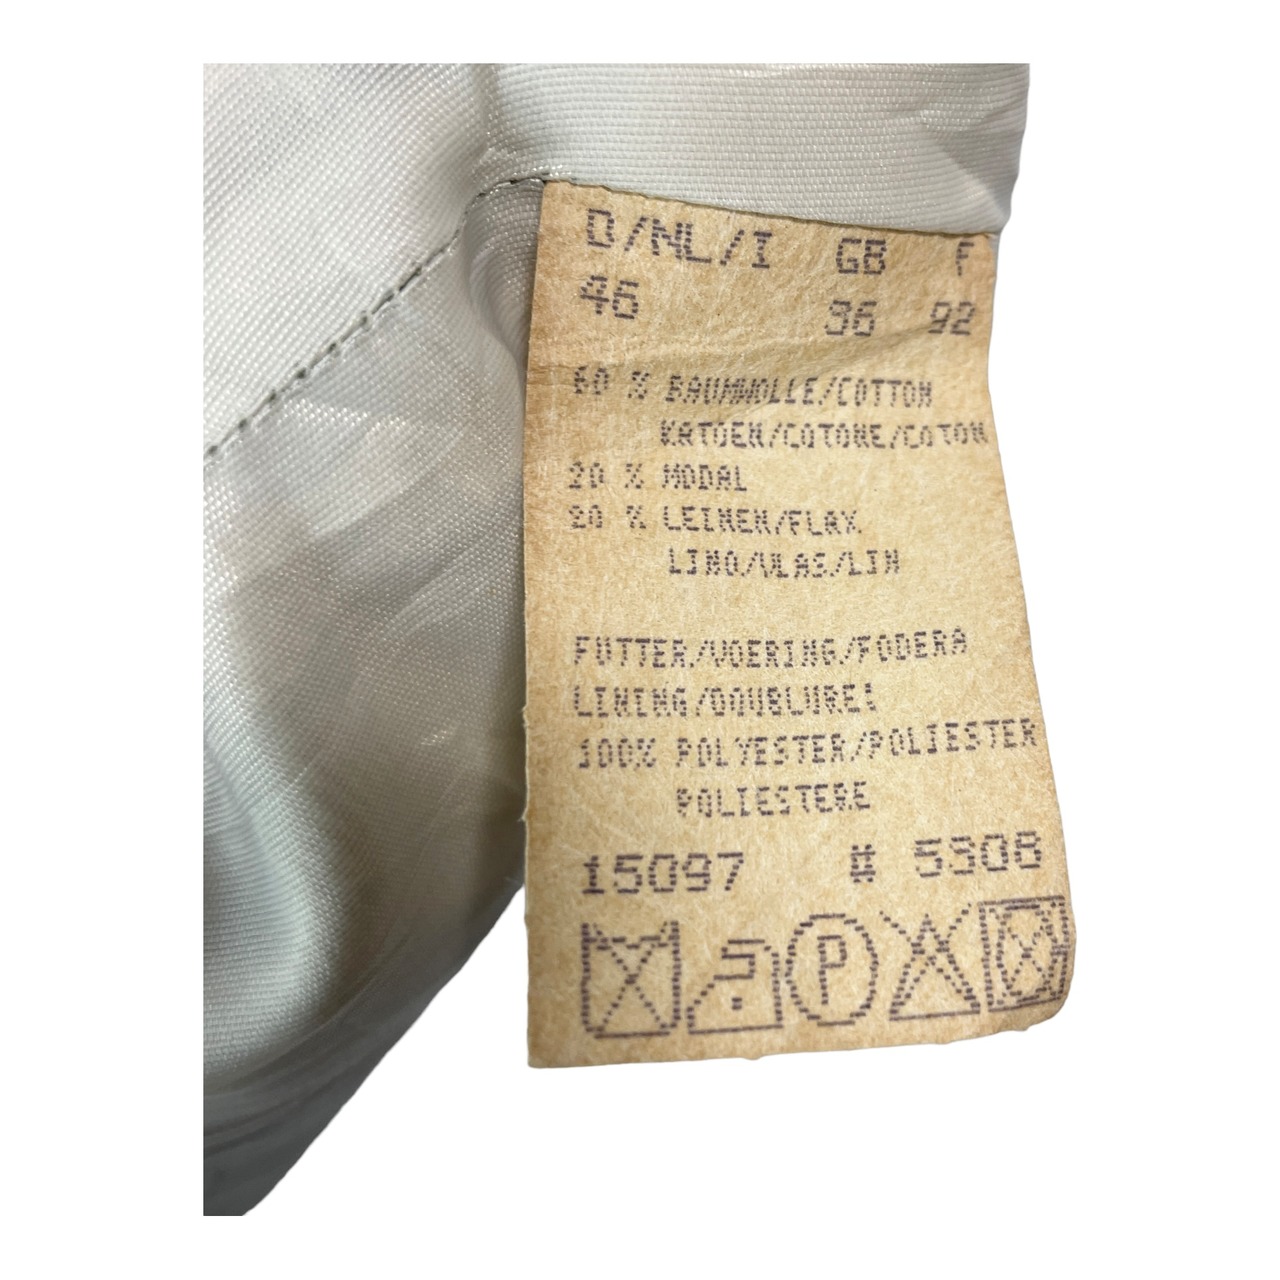 D/NL/I GB F
46 36 92
60 % BAUMWOLLE/COTTON
KATOEN/COTONE/COTON
20 % MODAL
20 % LEINEN/FLAX
LINO/VLAS/LIN
FUTTER/VOERING/FODERA
LINING/DOUBLURE:
100% POLYESTER/POLIESTER
POLIESTERE
15097 # 5308
P